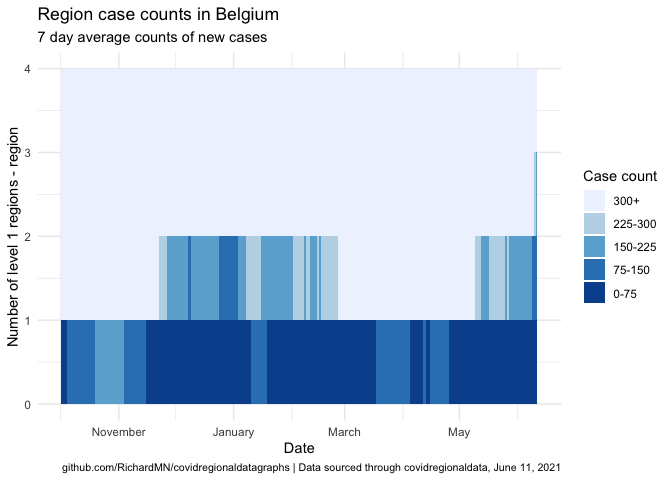 Region case counts in Belgium
7 day average counts of new cases
Number of level 1 regions - region
4
3
2
1
0
November
January
March
May
Date
Case count
300+
225-300
150-225
75-150
0-75
github.com/RichardMN/covidregionaldatagraphs | Data sourced through covidregionaldata, June 11, 2021